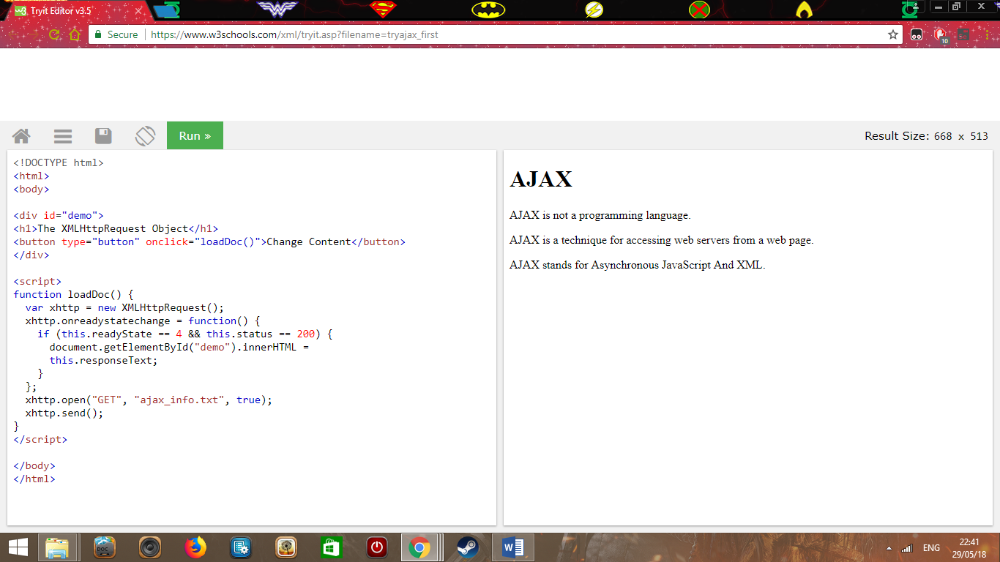 Tryit Editor v3.5
Secure https://www.w3schools.com/xml/tryit.asp?filename=tryajax_first
10
Run »
Result Size: 668 x 513
<!DOCTYPE html>
<html>
<body>
<div id="demo">
<h1>The XMLHttpRequest Object</h1>
<button type="button" onclick="loadDoc()">Change Content</button>
</div>
<script>
function loadDoc() {
var xhttp = new XMLHttpRequest();
xhttp.onreadystatechange = function() {
if (this.readyState == 4 && this.status == 200) {
document.getElementById("demo").innerHTML =
this.responseText;
}
};
xhttp.open("GET", "ajax_info.txt", true);
xhttp.send();
}
</script>
</body>
</html>
AJAX
AJAX is not a programming language.
AJAX is a technique for accessing web servers from a web page.
AJAX stands for Asynchronous JavaScript And XML.
DOC
W
ENG
22:41
29/05/18